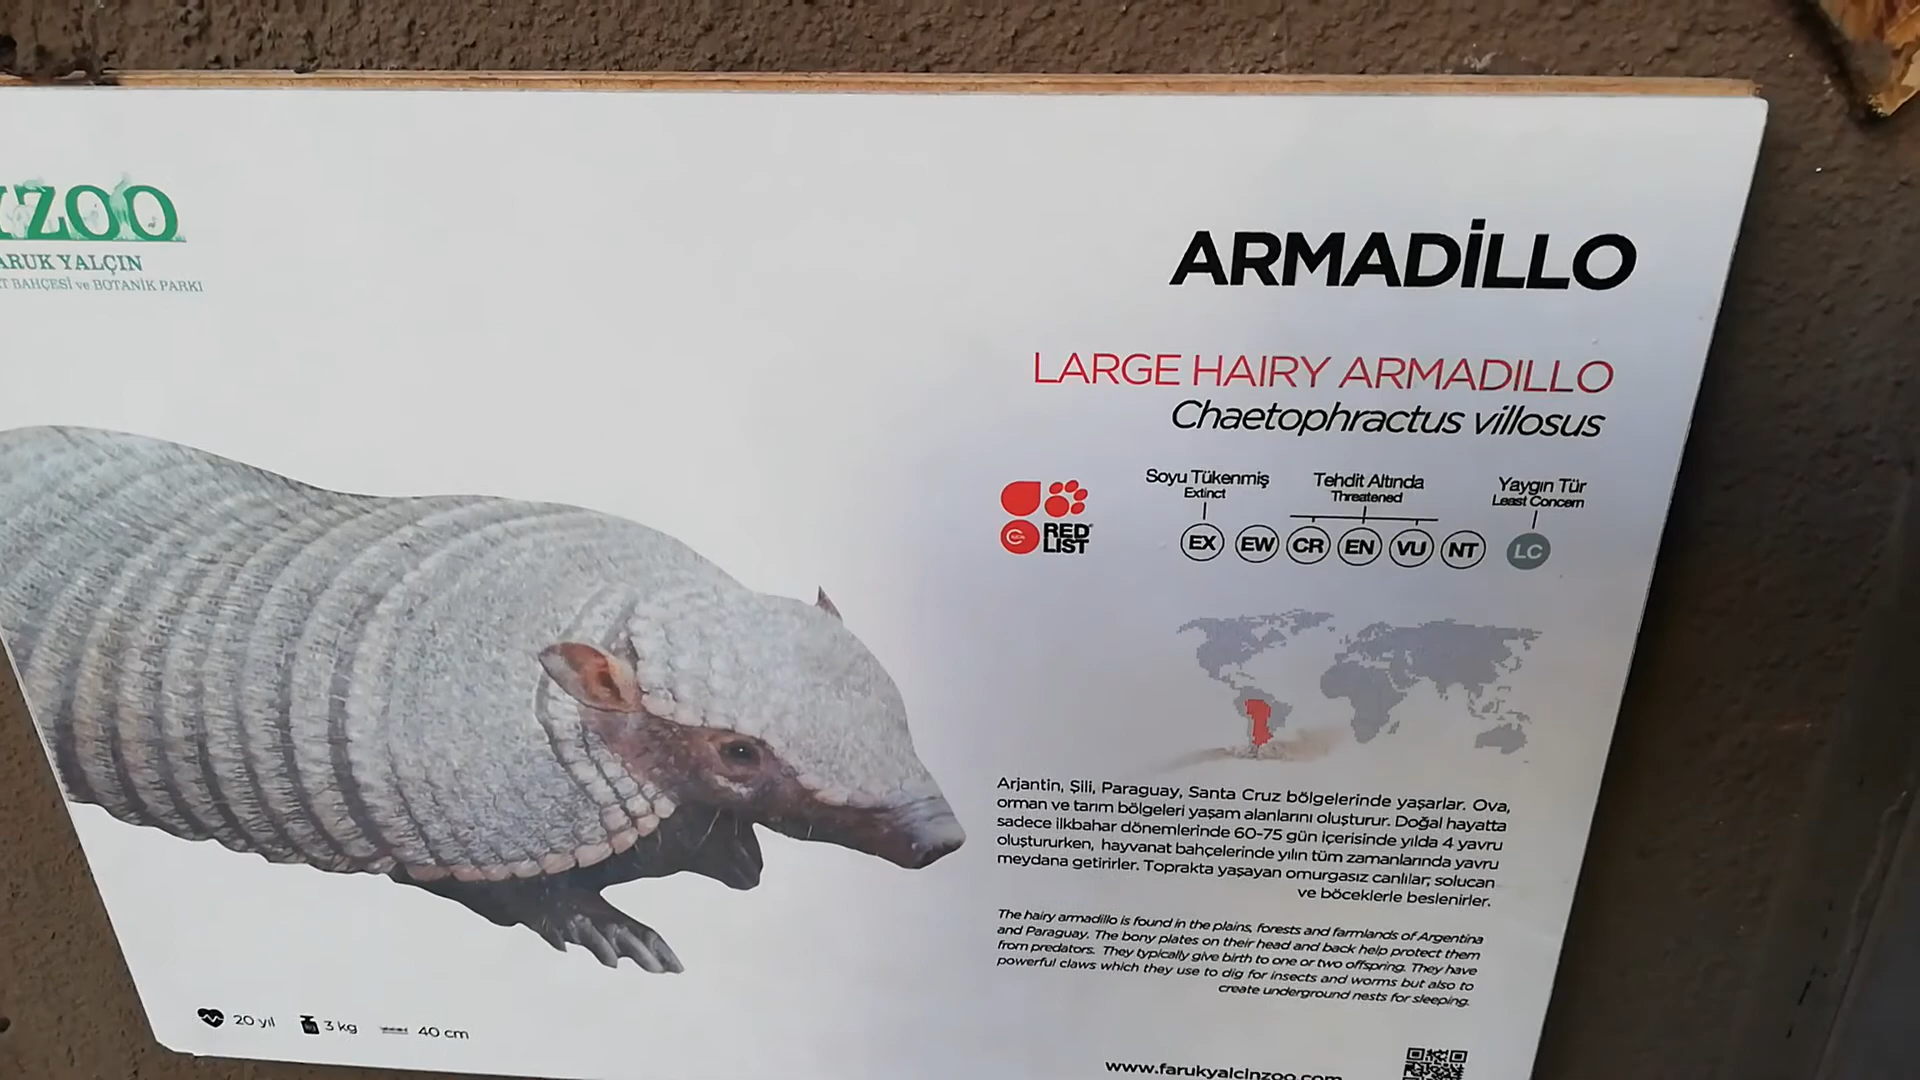 ZOO
ARUK YALÇIN
T BAHÇESİ ve BOTANİK PARKI
ARMADİLLO
LARGE HAIRY ARMADILLO
Chaetophractus villosus
RED LIST
Soyu Tükenmiş
Extinct
Tehdit Altında
Threatened
Yaygın Tür
Least Concern
EX EW CR EN VU NT LC
Arjantin, Şili, Paraguay, Santa Cruz bölgelerinde yaşarlar. Ova,
orman ve tarım bölgeleri yaşam alanlarını oluşturur. Doğal hayatta
sadece ilkbahar dönemlerinde 60-75 gün içerisinde yılda 4 yavru
oluştururken, hayvanat bahçelerinde yılın tüm zamanlarında yavru
meydana getirirler. Toprakta yaşayan omurgasız canlılar, solucan
ve böceklerle beslenirler.
The hairy armadillo is found in the plains, forests and farmlands of Argentina
and Paraguay. The bony plates on their head and back help protect them
from predators. They typically give birth to one or two offspring. They have
powerful claws which they use to dig for insects and worms but also to
create underground nests for sleeping.
20 yıl 3 kg 40 cm
www.farukyalcinzoo.com